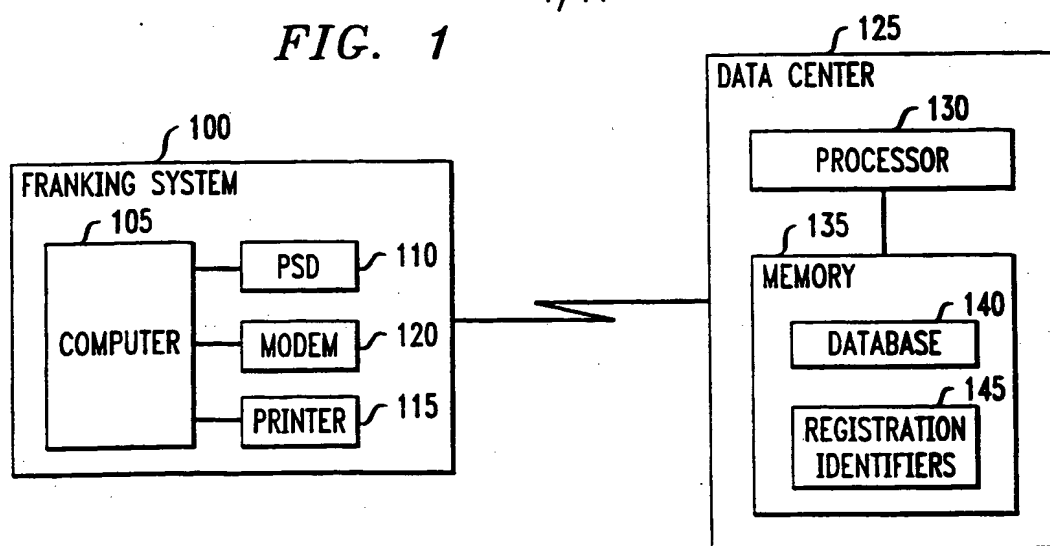 FIG. 1
125
DATA CENTER
130
PROCESSOR
100
FRANKING SYSTEM
105
COMPUTER
PSD
110
MODEM
120
PRINTER
115
135
MEMORY
140
DATABASE
145
REGISTRATION
IDENTIFIERS